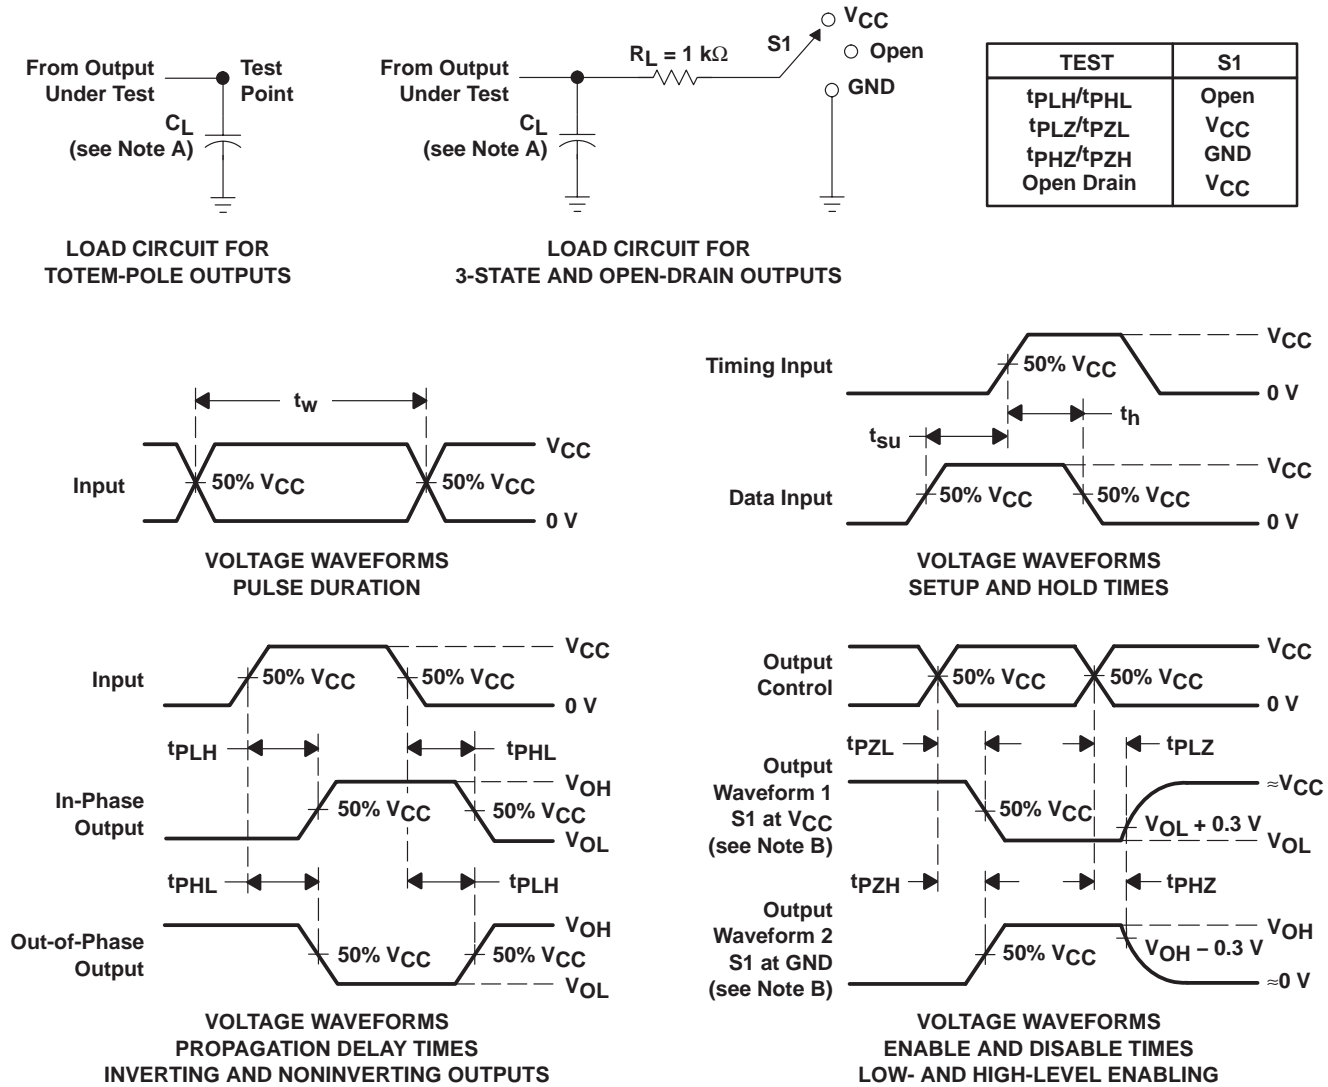 From Output
Under Test
Test
Point
CL
(see Note A)
LOAD CIRCUIT FOR
TOTEM-POLE OUTPUTS
From Output
Under Test
RL = 1 kΩ
S1
VCC
Open
GND
CL
(see Note A)
LOAD CIRCUIT FOR
3-STATE AND OPEN-DRAIN OUTPUTS
TEST S1
tPLH/tPHL Open
tPLZ/tPZL VCC
tPHZ/tPZH GND
Open Drain VCC
tw
Input
50% VCC
50% VCC
VCC
0 V
VOLTAGE WAVEFORMS
PULSE DURATION
Timing Input
50% VCC
VCC
0 V
tsu
th
Data Input
50% VCC
50% VCC
VCC
0 V
VOLTAGE WAVEFORMS
SETUP AND HOLD TIMES
Input
50% VCC
50% VCC
VCC
0 V
tPLH
tPHL
In-Phase
Output
50% VCC
50% VCC
VOH
VOL
tPHL
tPLH
Out-of-Phase
Output
50% VCC
50% VCC
VOH
VOL
VOLTAGE WAVEFORMS
PROPAGATION DELAY TIMES
INVERTING AND NONINVERTING OUTPUTS
Output
Control
50% VCC
50% VCC
VCC
0 V
tPZL
tPLZ
Output
Waveform 1
S1 at VCC
(see Note B)
50% VCC
≈VCC
VOL + 0.3 V
VOL
tPZH
tPHZ
Output
Waveform 2
S1 at GND
(see Note B)
50% VCC
VOH
VOH − 0.3 V
≈0 V
VOLTAGE WAVEFORMS
ENABLE AND DISABLE TIMES
LOW- AND HIGH-LEVEL ENABLING